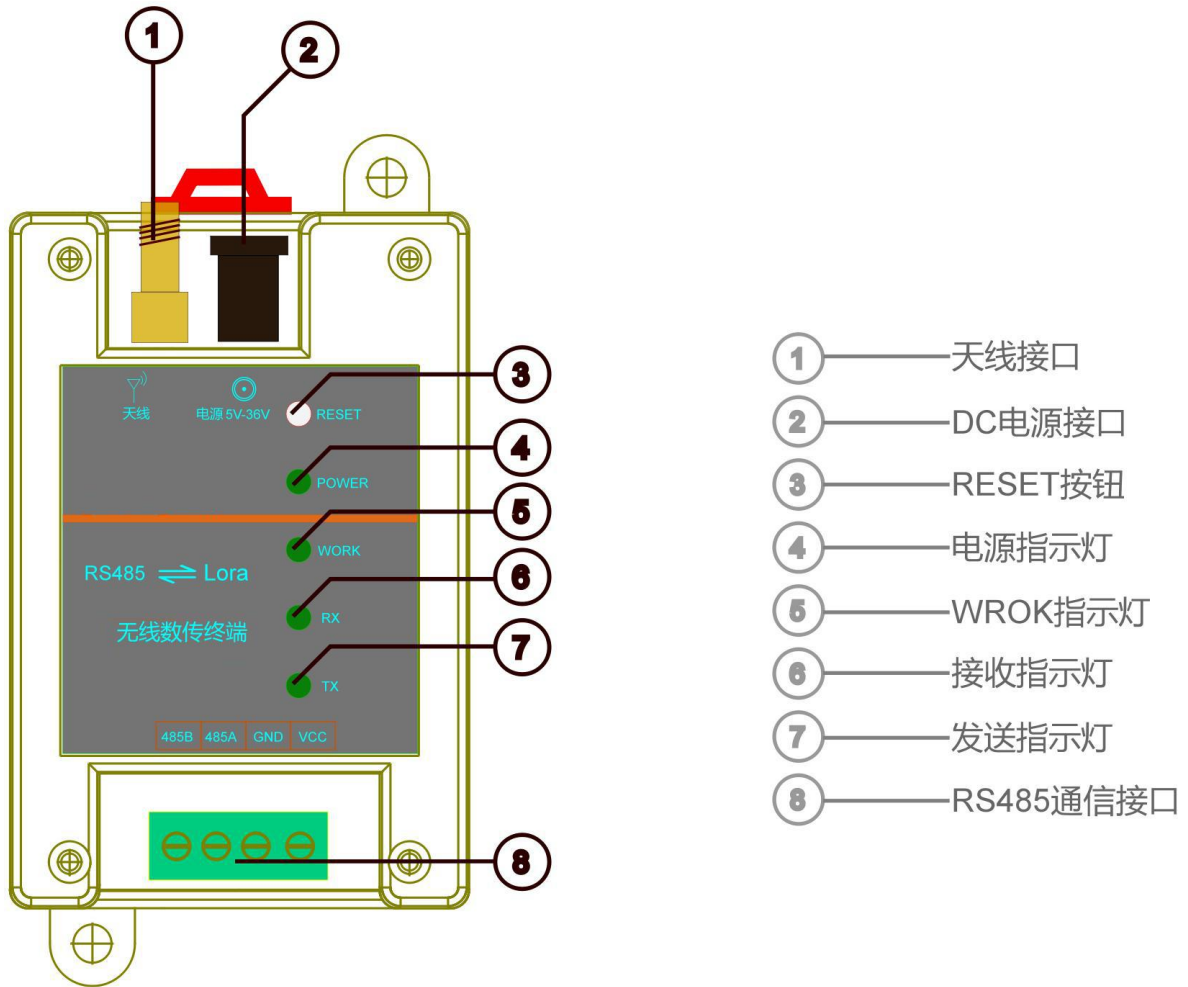 1
2
3
天线
电源 5V-36V
RESET
4
POWER
5
WORK
RS485 ⇌ Lora
6
RX
无线数传终端
7
TX
485B 485A GND VCC
8
1 天线接口
2 DC电源接口
3 RESET按钮
4 电源指示灯
5 WROK指示灯
6 接收指示灯
7 发送指示灯
8 RS485通信接口